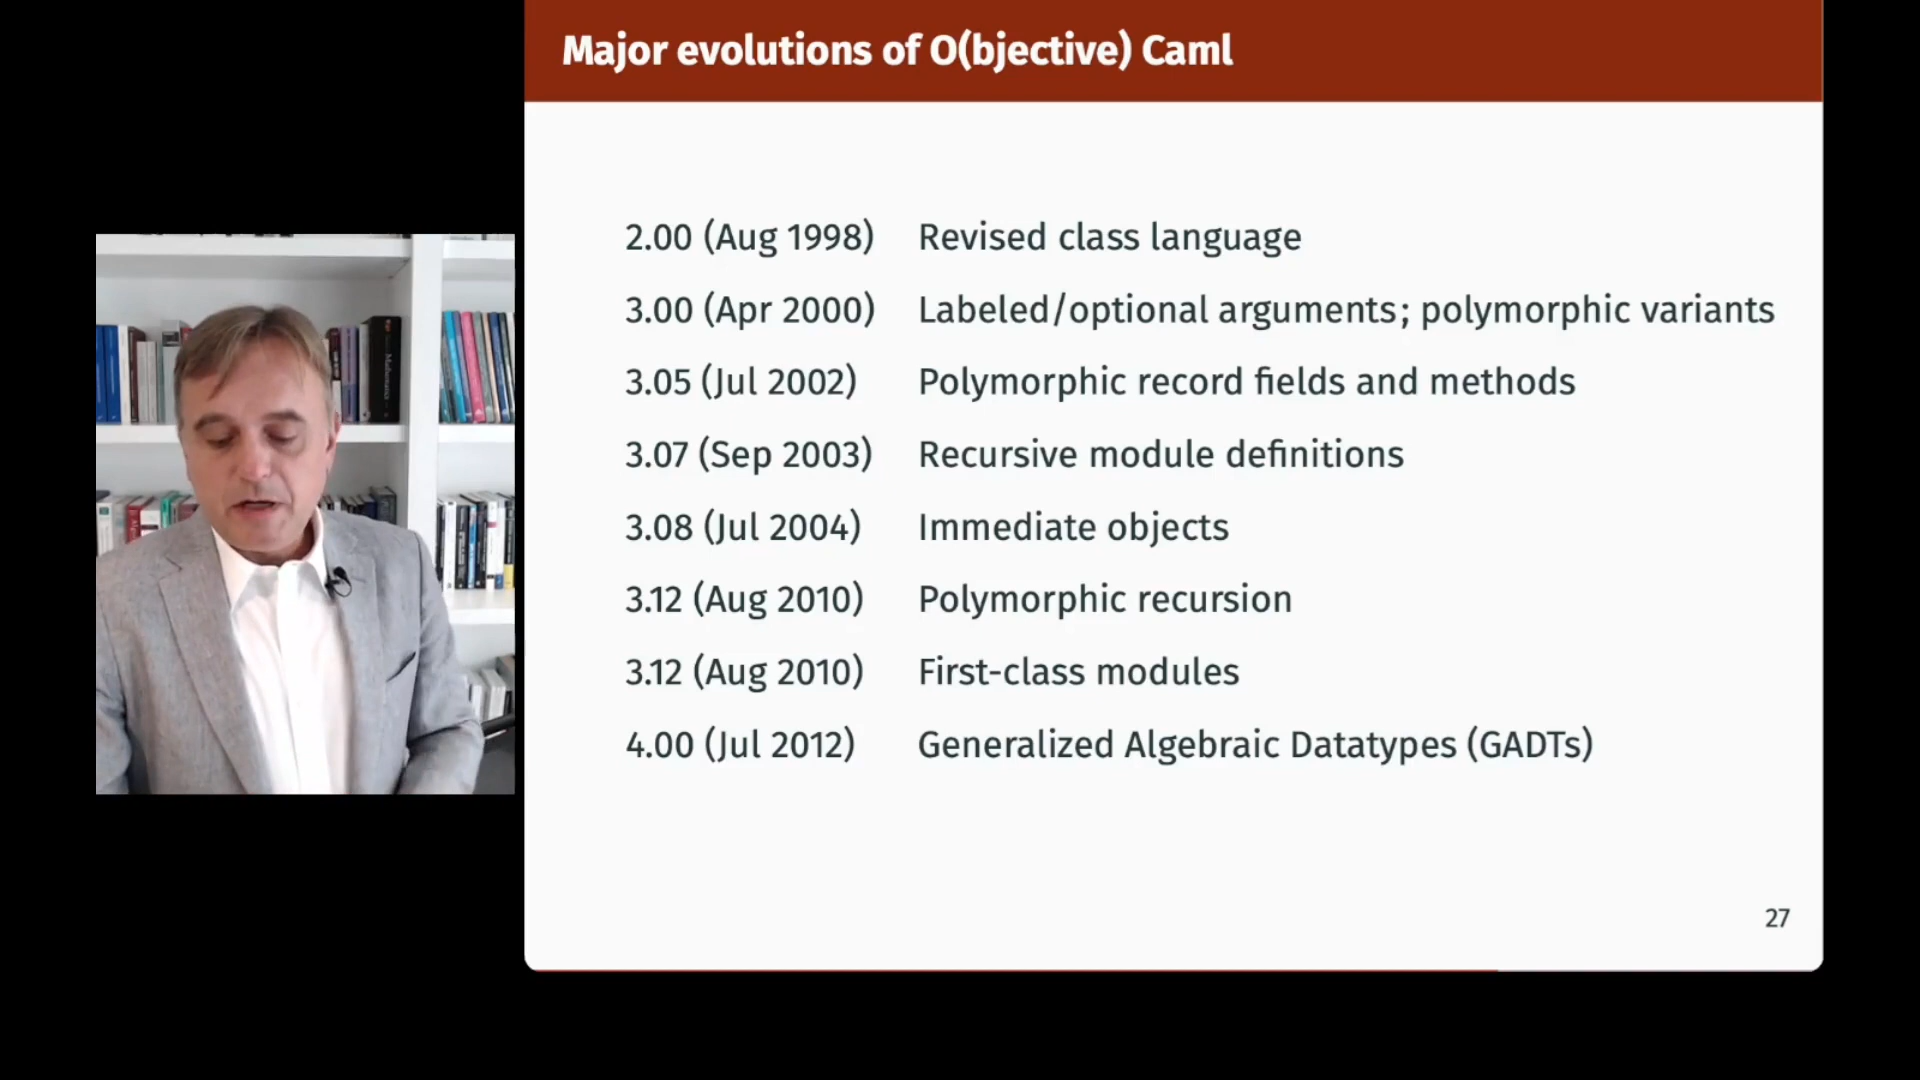 Major evolutions of O(bjective) Caml
2.00 (Aug 1998) Revised class language
3.00 (Apr 2000) Labeled/optional arguments; polymorphic variants
3.05 (Jul 2002) Polymorphic record fields and methods
3.07 (Sep 2003) Recursive module definitions
3.08 (Jul 2004) Immediate objects
3.12 (Aug 2010) Polymorphic recursion
3.12 (Aug 2010) First-class modules
4.00 (Jul 2012) Generalized Algebraic Datatypes (GADTs)
27